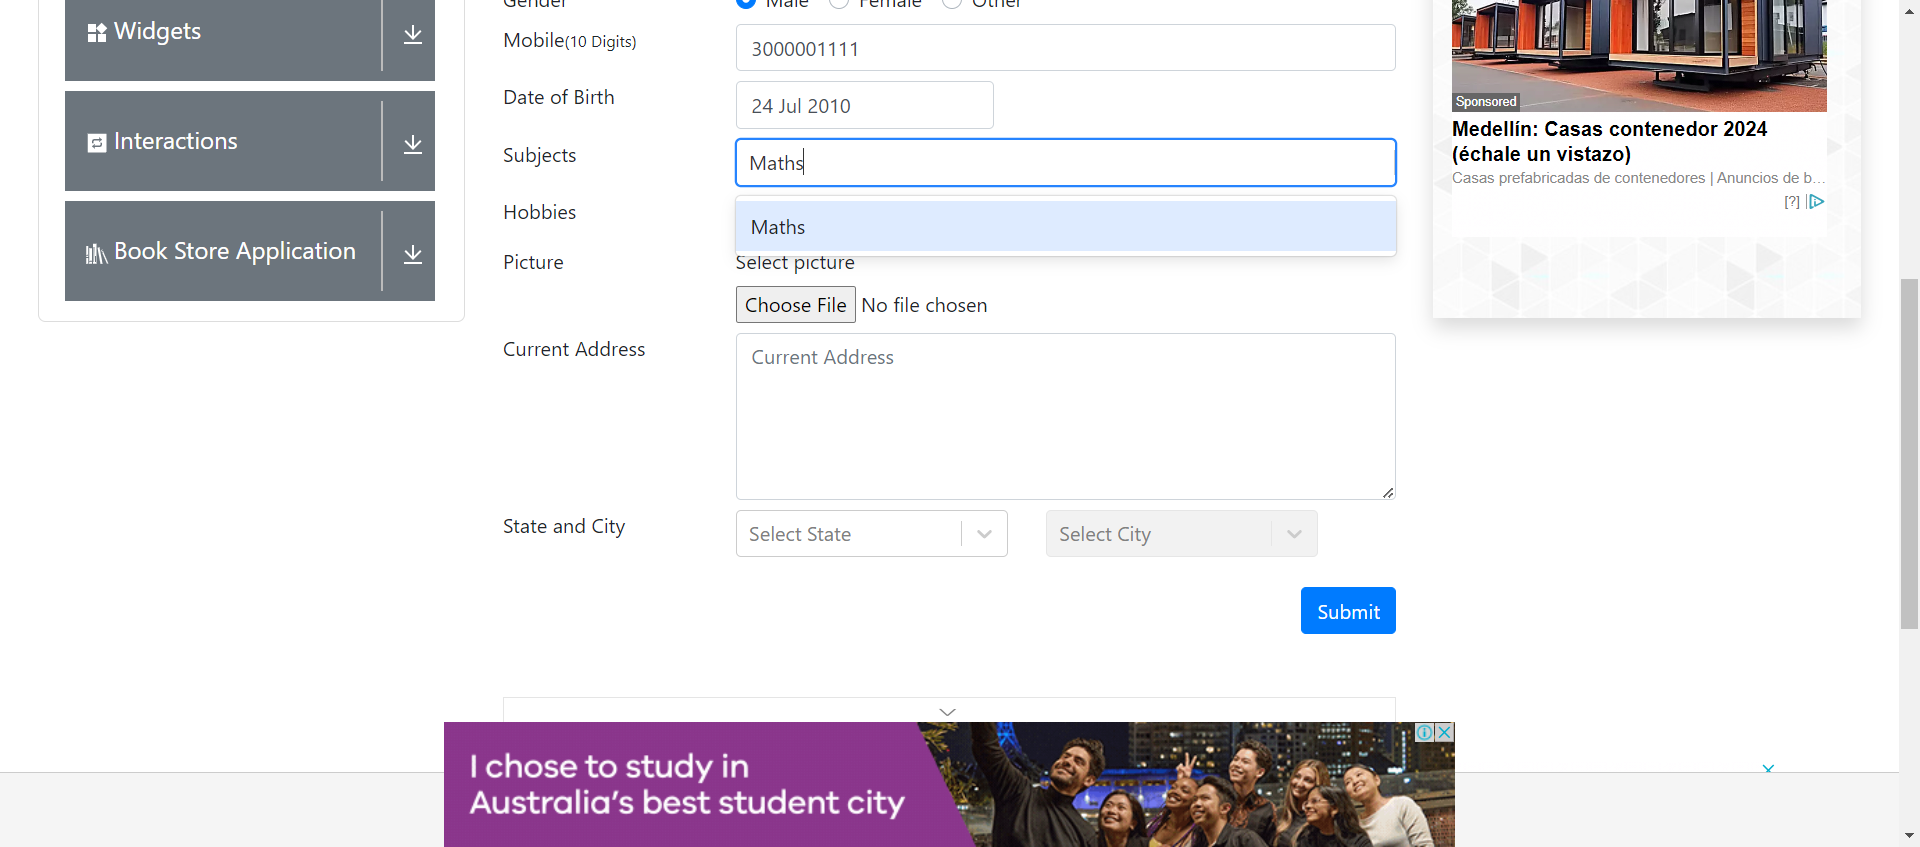 Widgets
Interactions
Book Store Application
Gender
Male Female Other
Mobile(10 Digits)
3000001111
Date of Birth
24 Jul 2010
Subjects
Maths
Maths
Hobbies
Picture
Select picture
Choose File No file chosen
Current Address
Current Address
State and City
Select State
Select City
Submit
Sponsored
Medellín: Casas contenedor 2024
(échale un vistazo)
Casas prefabricadas de contenedores | Anuncios de b...
[?]
I chose to study in
Australia's best student city